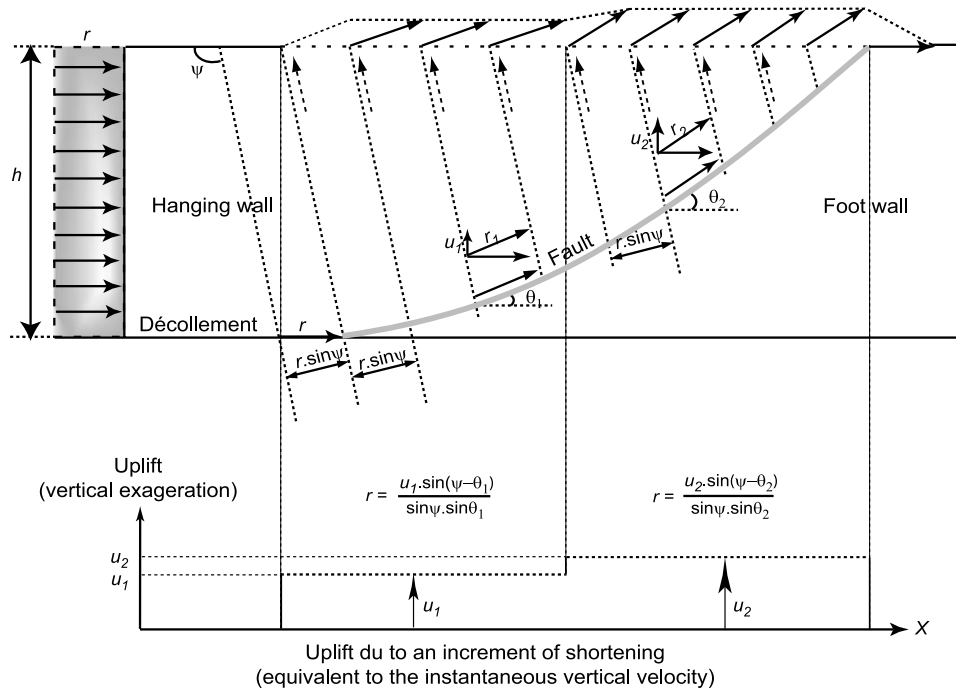 r
ψ
h
Hanging wall
Foot wall
u2
r2
θ2
u1
r1
Fault
r.sinψ
θ1
Décollement
r
r.sinψ
r.sinψ
Uplift
(vertical exageration)
r = u1.sin(ψ−θ1) / sinψ.sinθ1
r = u2.sin(ψ−θ2) / sinψ.sinθ2
u2
u1
u1
u2
X
Uplift du to an increment of shortening
(equivalent to the instantaneous vertical velocity)